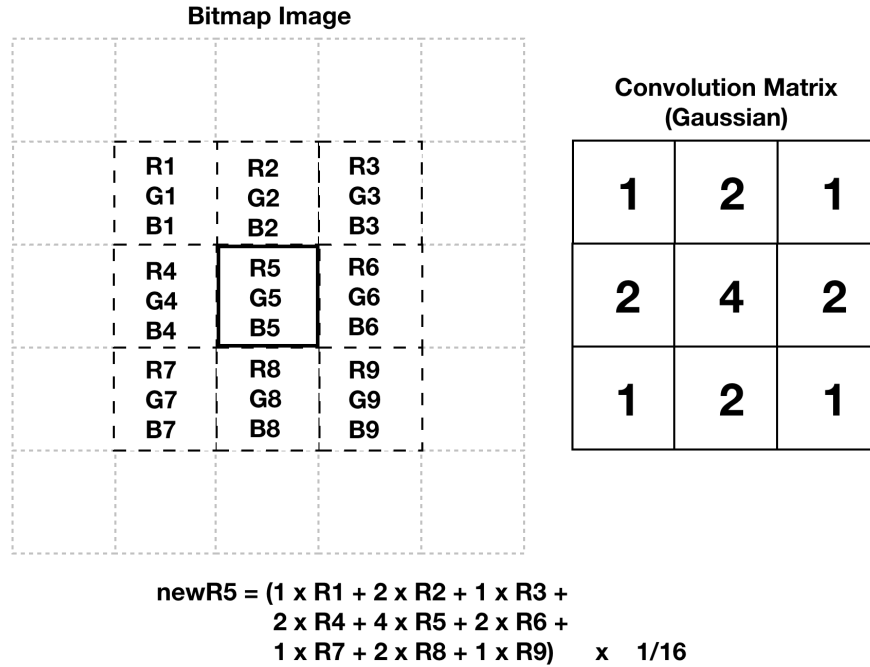 Bitmap Image
Convolution Matrix
(Gaussian)
R1 R2 R3
G1 G2 G3
B1 B2 B3
R4 R5 R6
G4 G5 G6
B4 B5 B6
R7 R8 R9
G7 G8 G9
B7 B8 B9
1 2 1
2 4 2
1 2 1
newR5 = (1 x R1 + 2 x R2 + 1 x R3 +
2 x R4 + 4 x R5 + 2 x R6 +
1 x R7 + 2 x R8 + 1 x R9) x 1/16